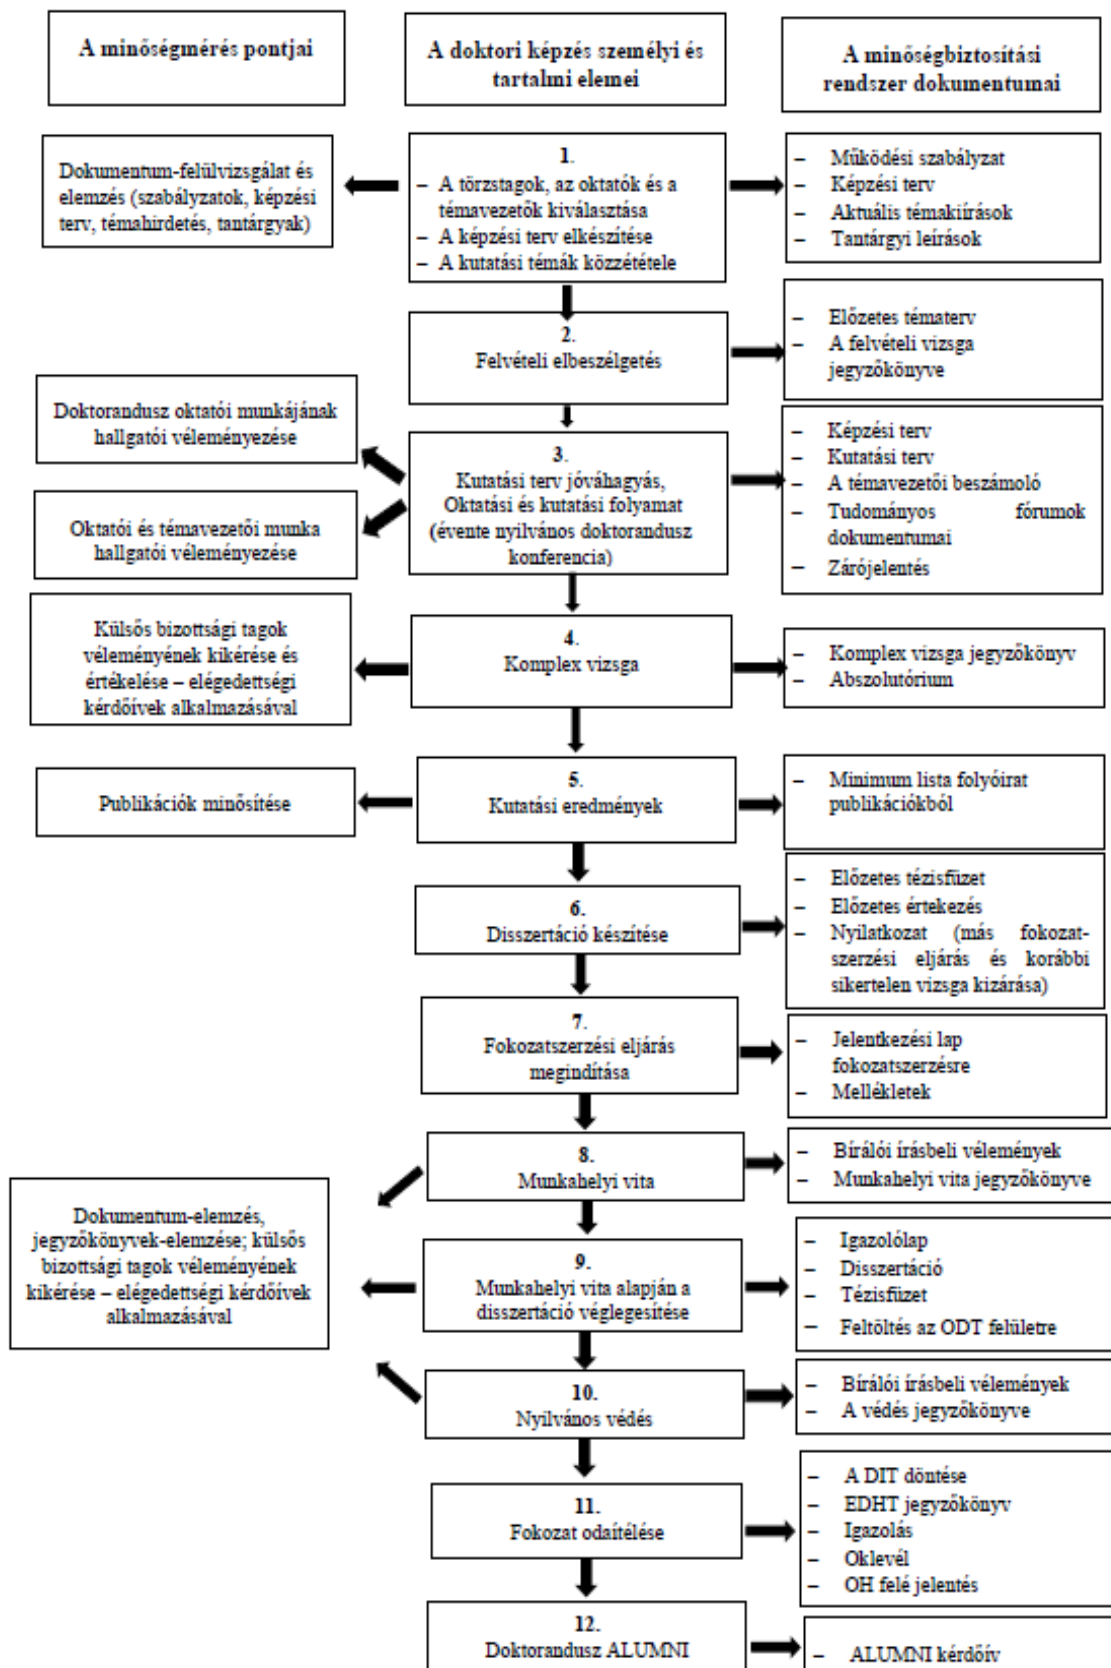 A minőségmérés pontjai
A doktori képzés személyi és
tartalmi elemei
A minőségbiztosítási
rendszer dokumentumai
Dokumentum-felülvizsgálat és
elemzés (szabályzatok, képzési
terv, témahirdetés, tantárgyak)
1.
– A törzstagok, az oktatók és a
témavezetők kiválasztása
– A képzési terv elkészítése
– A kutatási témák közzététele
– Működési szabályzat
– Képzési terv
– Aktuális témakiírások
– Tantárgyi leírások
2.
Felvételi elbeszélgetés
– Előzetes tématerv
– A felvételi vizsga
jegyzőkönyve
Doktorandusz oktatói munkájának
hallgatói véleményezése
Oktatói és témavezetői munka
hallgatói véleményezése
3.
Kutatási terv jóváhagyás,
Oktatási és kutatási folyamat
(évente nyilvános doktorandusz
konferencia)
– Képzési terv
– Kutatási terv
– A témavezetői beszámoló
– Tudományos fórumok
dokumentumai
– Zárójelentés
Külsős bizottsági tagok
véleményének kikérése és
értékelése – elégedettségi
kérdőívek alkalmazásával
4.
Komplex vizsga
– Komplex vizsga jegyzőkönyv
– Abszolutórium
Publikációk minősítése
5.
Kutatási eredmények
– Minimum lista folyóirat
publikációkból
6.
Disszertáció készítése
– Előzetes tézisfüzet
– Előzetes értekezés
– Nyilatkozat (más fokozat-
szerzési eljárás és korábbi
sikertelen vizsga kizárása)
7.
Fokozatszerzési eljárás
megindítása
– Jelentkezési lap
fokozatszerzésre
– Mellékletek
8.
Munkahelyi vita
– Bírálói írásbeli vélemények
– Munkahelyi vita jegyzőkönyve
Dokumentum-elemzés,
jegyzőkönyvek-elemzése; külsős
bizottsági tagok véleményének
kikérése – elégedettségi kérdőívek
alkalmazásával
9.
Munkahelyi vita alapján a
disszertáció véglegesítése
– Igazolólap
– Disszertáció
– Tézisfüzet
– Feltöltés az ODT felületre
10.
Nyilvános védés
– Bírálói írásbeli vélemények
– A védés jegyzőkönyve
11.
Fokozat odaítélése
– A DIT döntése
– EDHT jegyzőkönyv
– Igazolás
– Oklevél
– OH felé jelentés
12.
Doktorandusz ALUMNI
– ALUMNI kérdőív